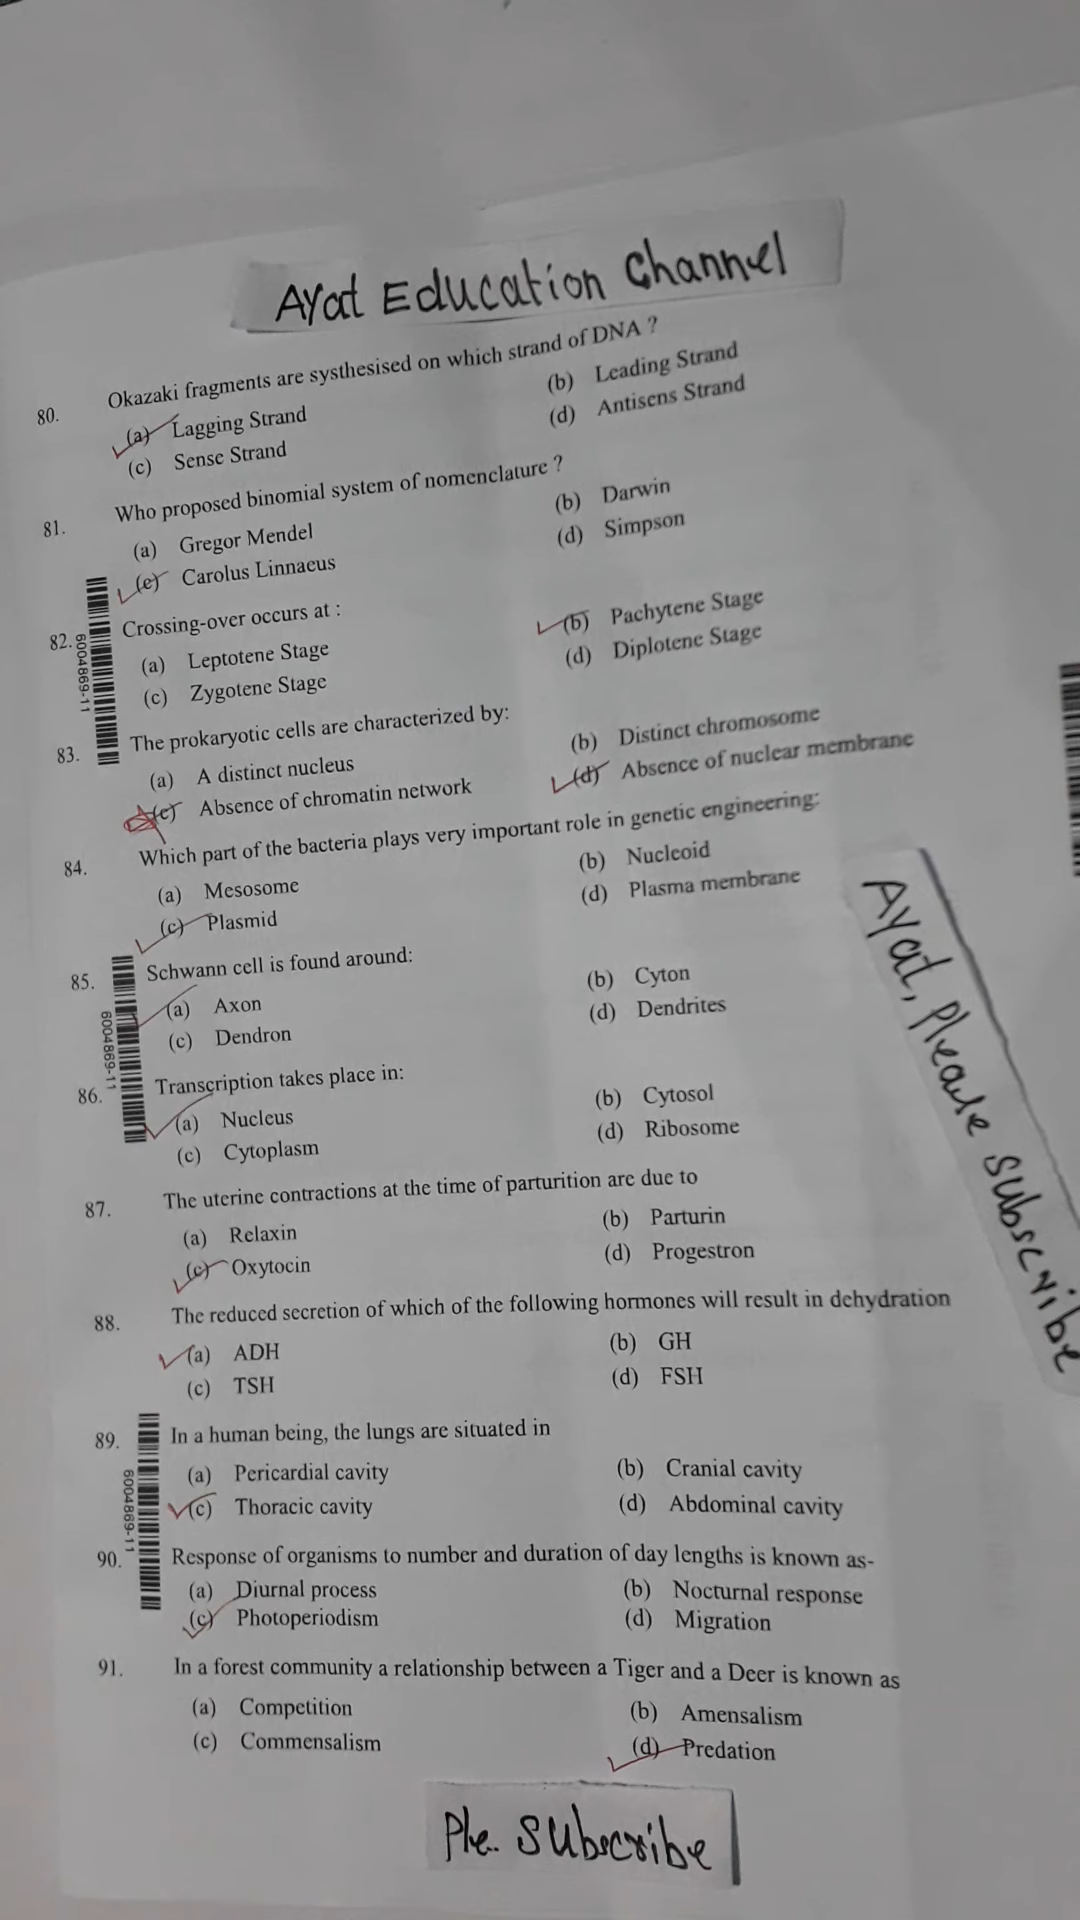 Ayat Education Channel
80. Okazaki fragments are systhesised on which strand of DNA ?
(a) Lagging Strand (b) Leading Strand
(c) Sense Strand (d) Antisens Strand
81. Who proposed binomial system of nomenclature ?
(a) Gregor Mendel (b) Darwin
(c) Carolus Linnaeus (d) Simpson
82. Crossing-over occurs at :
(a) Leptotene Stage (b) Pachytene Stage
(c) Zygotene Stage (d) Diplotene Stage
6004869-11
83. The prokaryotic cells are characterized by:
(a) A distinct nucleus (b) Distinct chromosome
(c) Absence of chromatin network (d) Absence of nuclear membrane
84. Which part of the bacteria plays very important role in genetic engineering:
(a) Mesosome (b) Nucleoid
(c) Plasmid (d) Plasma membrane
85. Schwann cell is found around:
(a) Axon (b) Cyton
(c) Dendron (d) Dendrites
6004869-11
86. Transcription takes place in:
(a) Nucleus (b) Cytosol
(c) Cytoplasm (d) Ribosome
87. The uterine contractions at the time of parturition are due to
(a) Relaxin (b) Parturin
(c) Oxytocin (d) Progestron
88. The reduced secretion of which of the following hormones will result in dehydration
(a) ADH (b) GH
(c) TSH (d) FSH
89. In a human being, the lungs are situated in
(a) Pericardial cavity (b) Cranial cavity
(c) Thoracic cavity (d) Abdominal cavity
6004869-11
90. Response of organisms to number and duration of day lengths is known as-
(a) Diurnal process (b) Nocturnal response
(c) Photoperiodism (d) Migration
91. In a forest community a relationship between a Tiger and a Deer is known as
(a) Competition (b) Amensalism
(c) Commensalism (d) Predation
Ayat, Please Subscribe
Ple. Subscribe